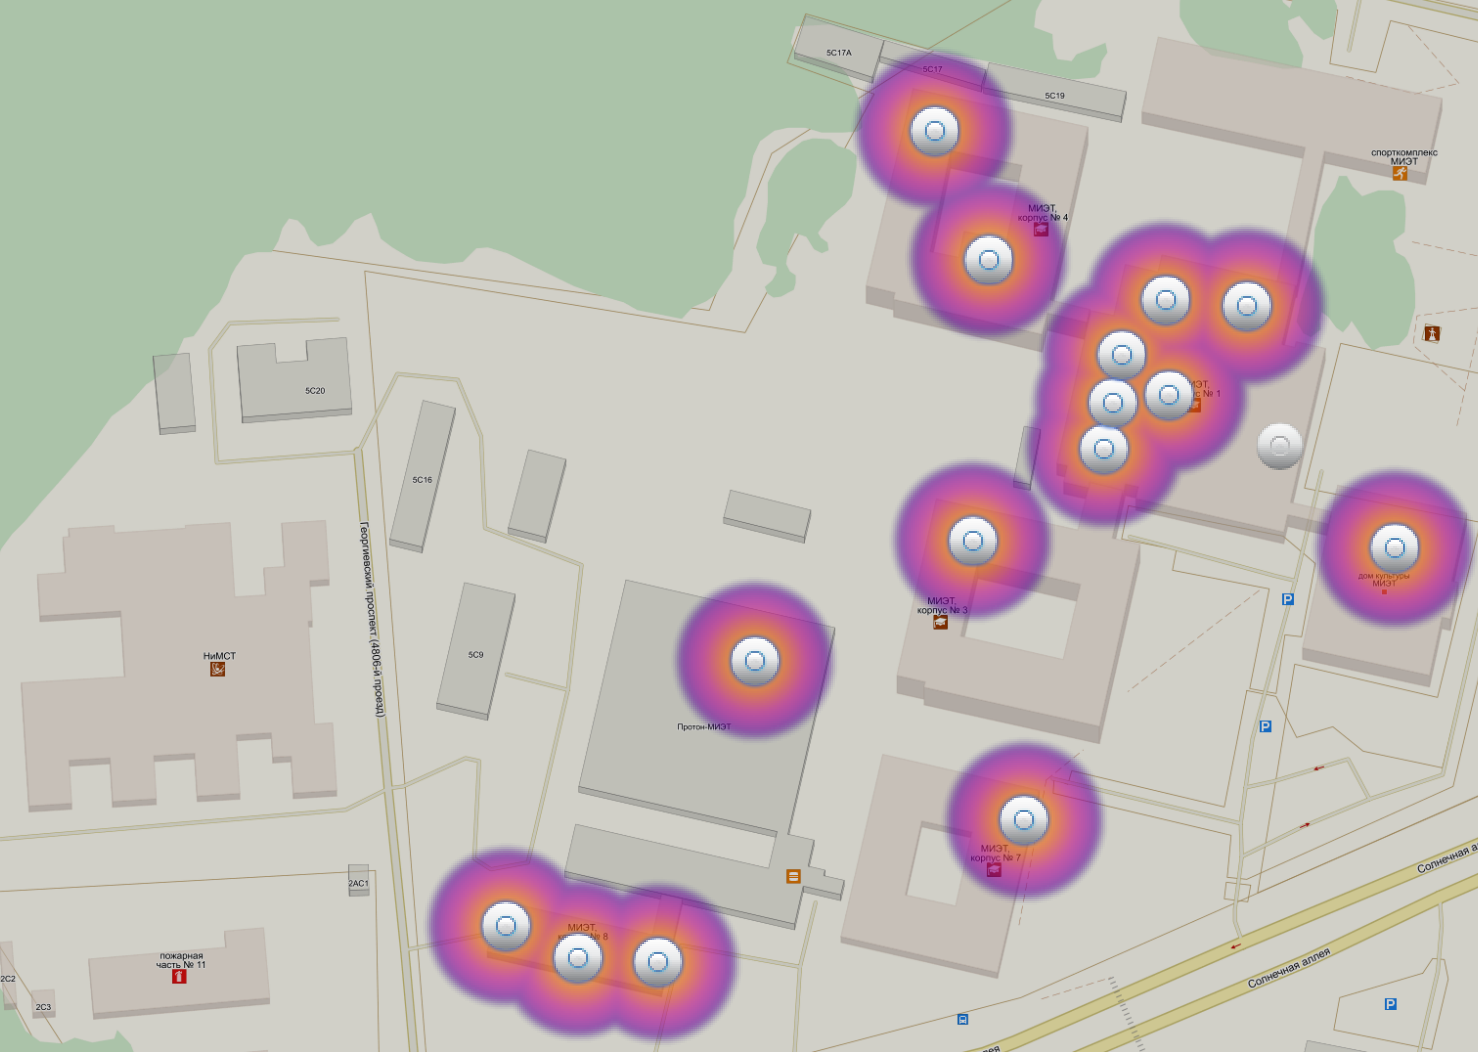 5С17А
5С17
5С19
спорткомплекс
МИЭТ
МИЭТ,
корпус № 4
5С20
5С16
Георгиевский проспект (4806-й проезд)
МИЭТ,
корпус № 3
дом культуры
МИЭТ
P
5С9
НиМСТ
Протон-МИЭТ
P
МИЭТ,
корпус № 7
2АС1
МИЭТ,
пожарная
часть № 11
2С2
2С3
Солнечная аллея
P